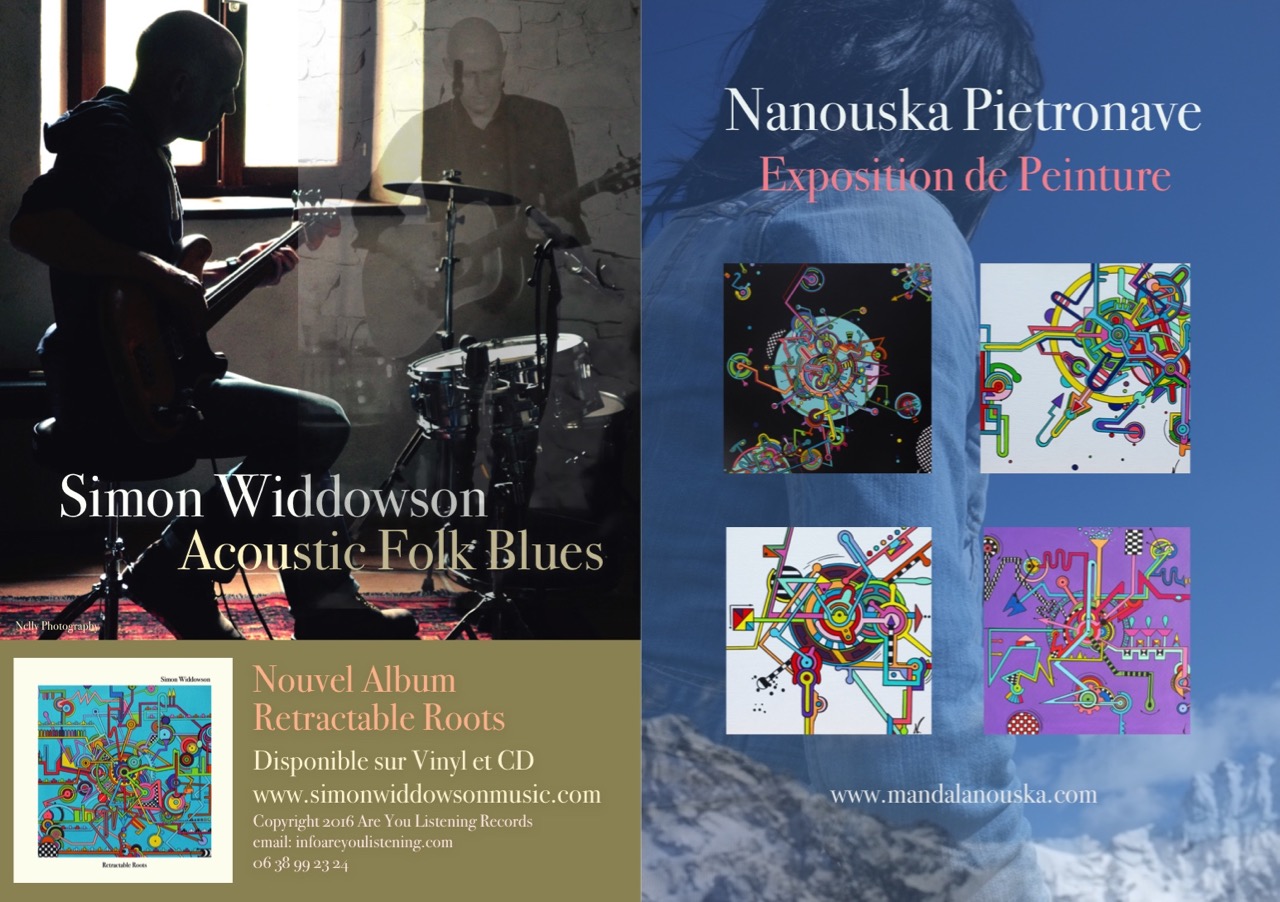 Simon Widdowson
Acoustic Folk Blues
Nelly Photography
Simon Widdowson
Retractable Roots
Nouvel Album
Retractable Roots
Disponible sur Vinyl et CD
www.simonwiddowsonmusic.com
Copyright 2016 Are You Listening Records
email: infoareyoulistening.com
06 38 99 23 24
Nanouska Pietronave
Exposition de Peinture
www.mandalanouska.com